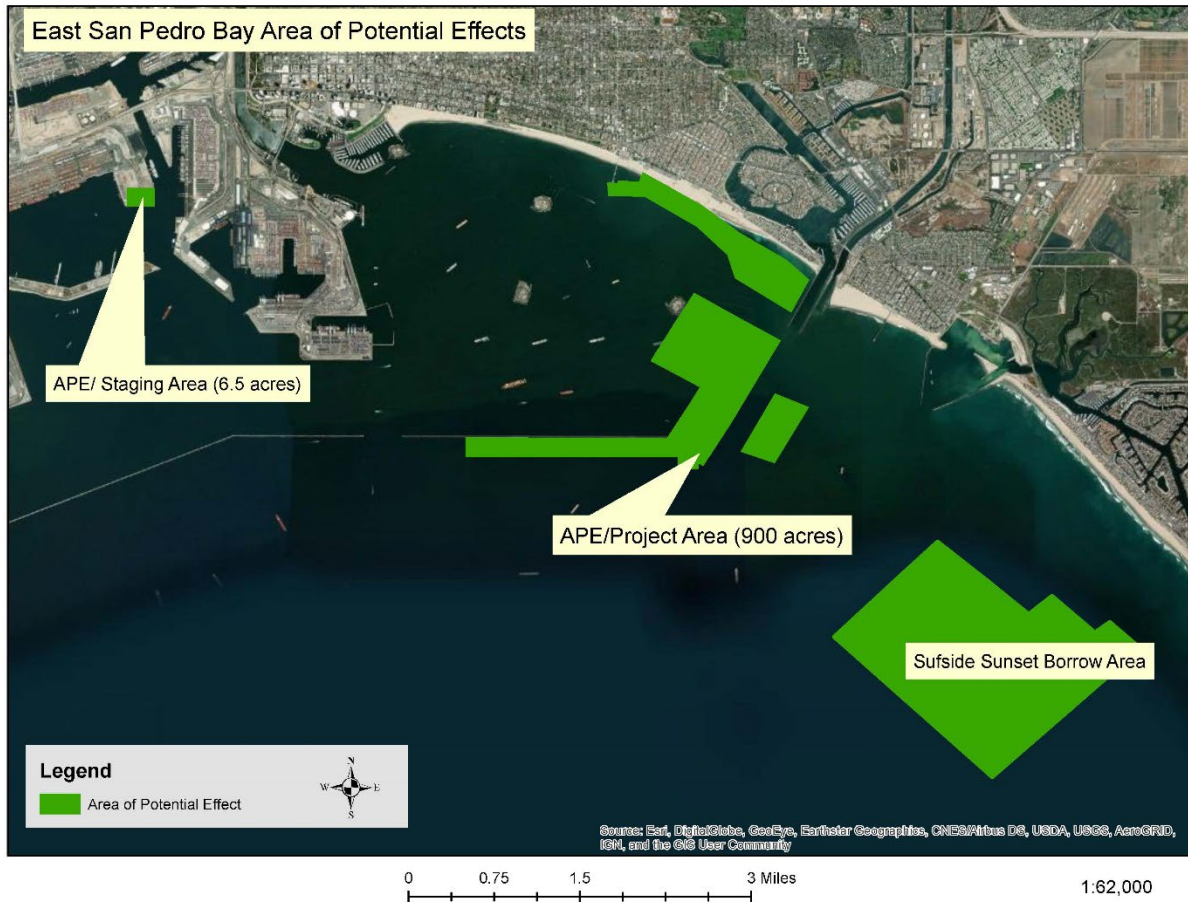 East San Pedro Bay Area of Potential Effects
APE/ Staging Area (6.5 acres)
APE/Project Area (900 acres)
Sufside Sunset Borrow Area
Legend
N
W E
S
Area of Potential Effect
Source: Esri, DigitalGlobe, GeoEye, Earthstar Geographics, CNES/Airbus DS, USDA, USGS, AeroGRID,
IGN, and the GIS User Community
0 0.75 1.5 3 Miles
1:62,000